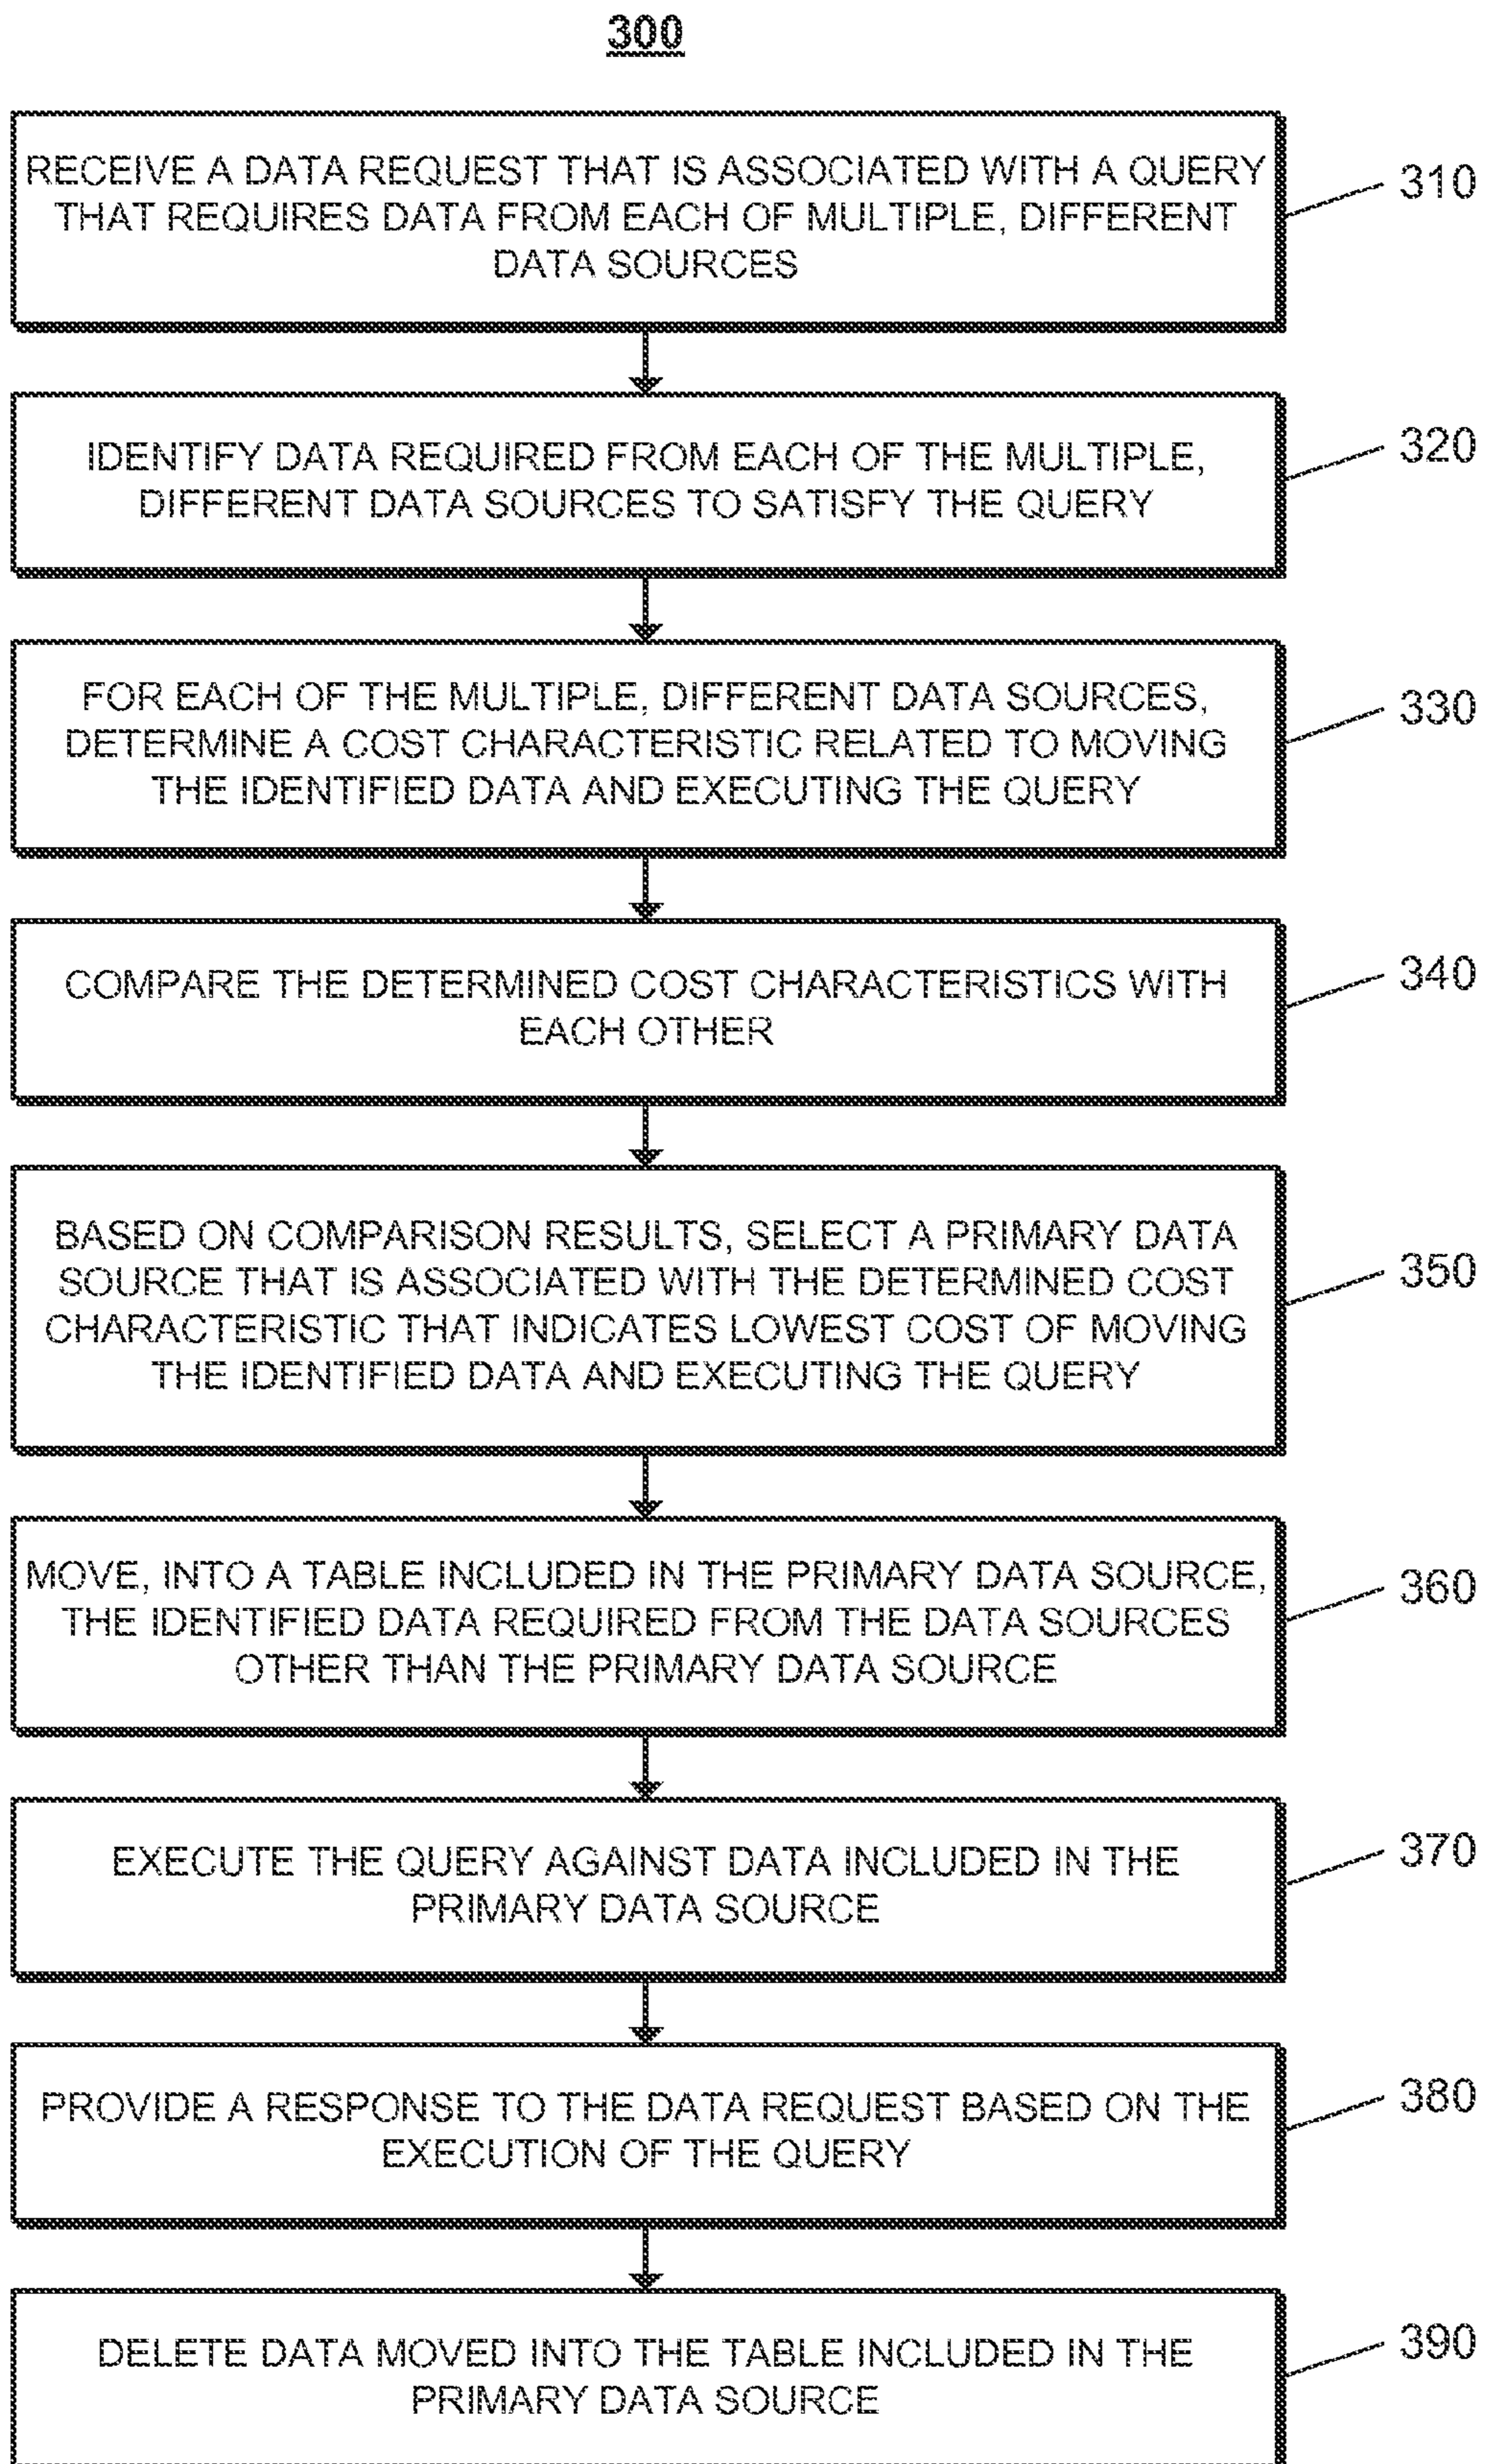 300
RECEIVE A DATA REQUEST THAT IS ASSOCIATED WITH A QUERY
THAT REQUIRES DATA FROM EACH OF MULTIPLE, DIFFERENT
DATA SOURCES
310
IDENTIFY DATA REQUIRED FROM EACH OF THE MULTIPLE,
DIFFERENT DATA SOURCES TO SATISFY THE QUERY
320
FOR EACH OF THE MULTIPLE, DIFFERENT DATA SOURCES,
DETERMINE A COST CHARACTERISTIC RELATED TO MOVING
THE IDENTIFIED DATA AND EXECUTING THE QUERY
330
COMPARE THE DETERMINED COST CHARACTERISTICS WITH
EACH OTHER
340
BASED ON COMPARISON RESULTS, SELECT A PRIMARY DATA
SOURCE THAT IS ASSOCIATED WITH THE DETERMINED COST
CHARACTERISTIC THAT INDICATES LOWEST COST OF MOVING
THE IDENTIFIED DATA AND EXECUTING THE QUERY
350
MOVE, INTO A TABLE INCLUDED IN THE PRIMARY DATA SOURCE,
THE IDENTIFIED DATA REQUIRED FROM THE DATA SOURCES
OTHER THAN THE PRIMARY DATA SOURCE
360
EXECUTE THE QUERY AGAINST DATA INCLUDED IN THE
PRIMARY DATA SOURCE
370
PROVIDE A RESPONSE TO THE DATA REQUEST BASED ON THE
EXECUTION OF THE QUERY
380
DELETE DATA MOVED INTO THE TABLE INCLUDED IN THE
PRIMARY DATA SOURCE
390